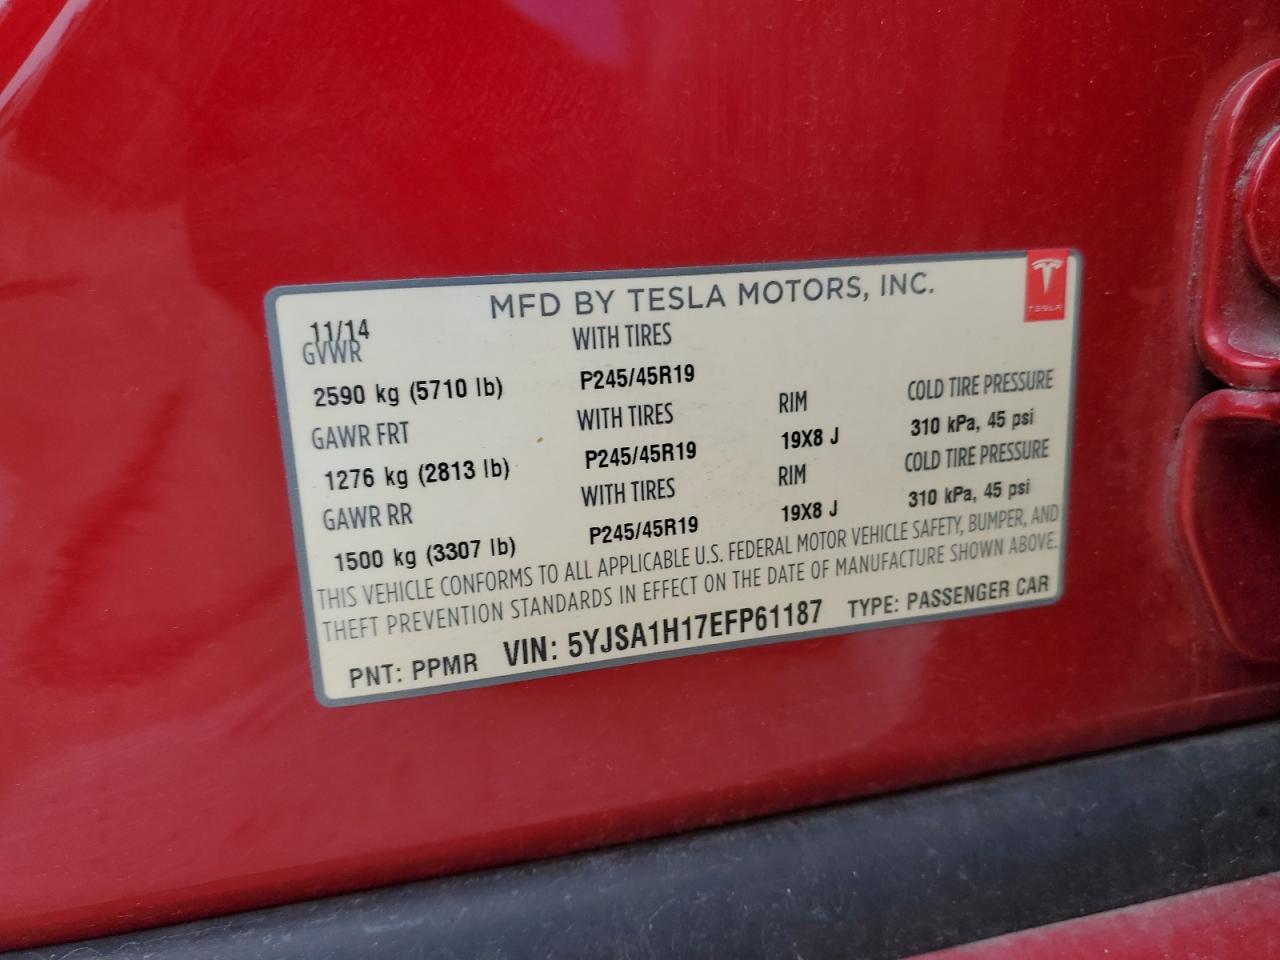 MFD BY TESLA MOTORS, INC.
TESLA
11/14
GVWR WITH TIRES
2590 kg (5710 lb) P245/45R19
GAWR FRT WITH TIRES RIM COLD TIRE PRESSURE
1276 kg (2813 lb) P245/45R19 19X8 J 310 kPa, 45 psi
GAWR RR WITH TIRES RIM COLD TIRE PRESSURE
1500 kg (3307 lb) P245/45R19 19X8 J 310 kPa, 45 psi
THIS VEHICLE CONFORMS TO ALL APPLICABLE U.S. FEDERAL MOTOR VEHICLE SAFETY, BUMPER, AND
THEFT PREVENTION STANDARDS IN EFFECT ON THE DATE OF MANUFACTURE SHOWN ABOVE.
PNT: PPMR VIN: 5YJSA1H17EFP61187 TYPE: PASSENGER CAR